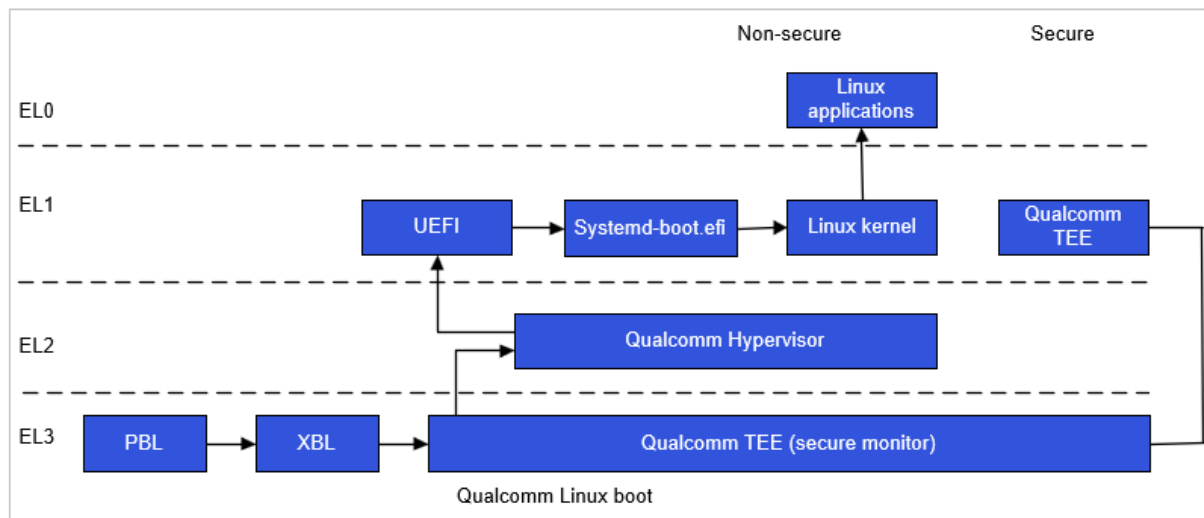 Non-secure
Secure
EL0
Linux
applications
EL1
UEFI
Systemd-boot.efi
Linux kernel
Qualcomm
TEE
EL2
Qualcomm Hypervisor
EL3
PBL
XBL
Qualcomm TEE (secure monitor)
Qualcomm Linux boot